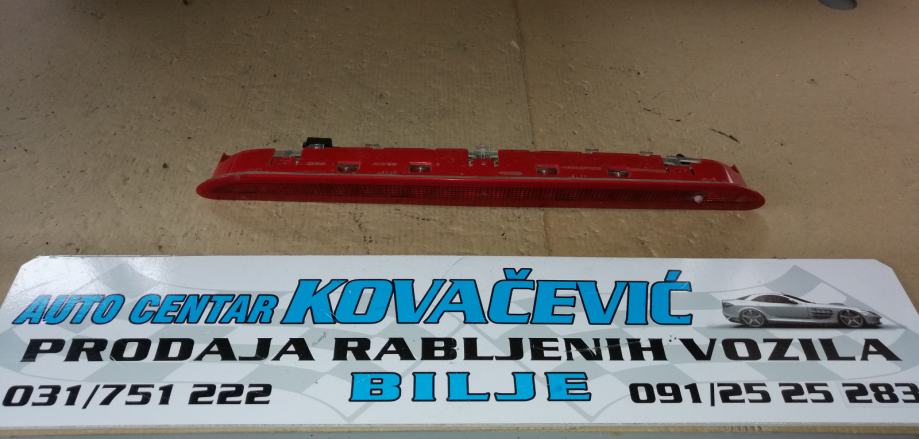 AUTO CENTAR KOVAČEVIĆ
PRODAJA RABLJENIH VOZILA
031/751 222 BILJE 091/25 25 283